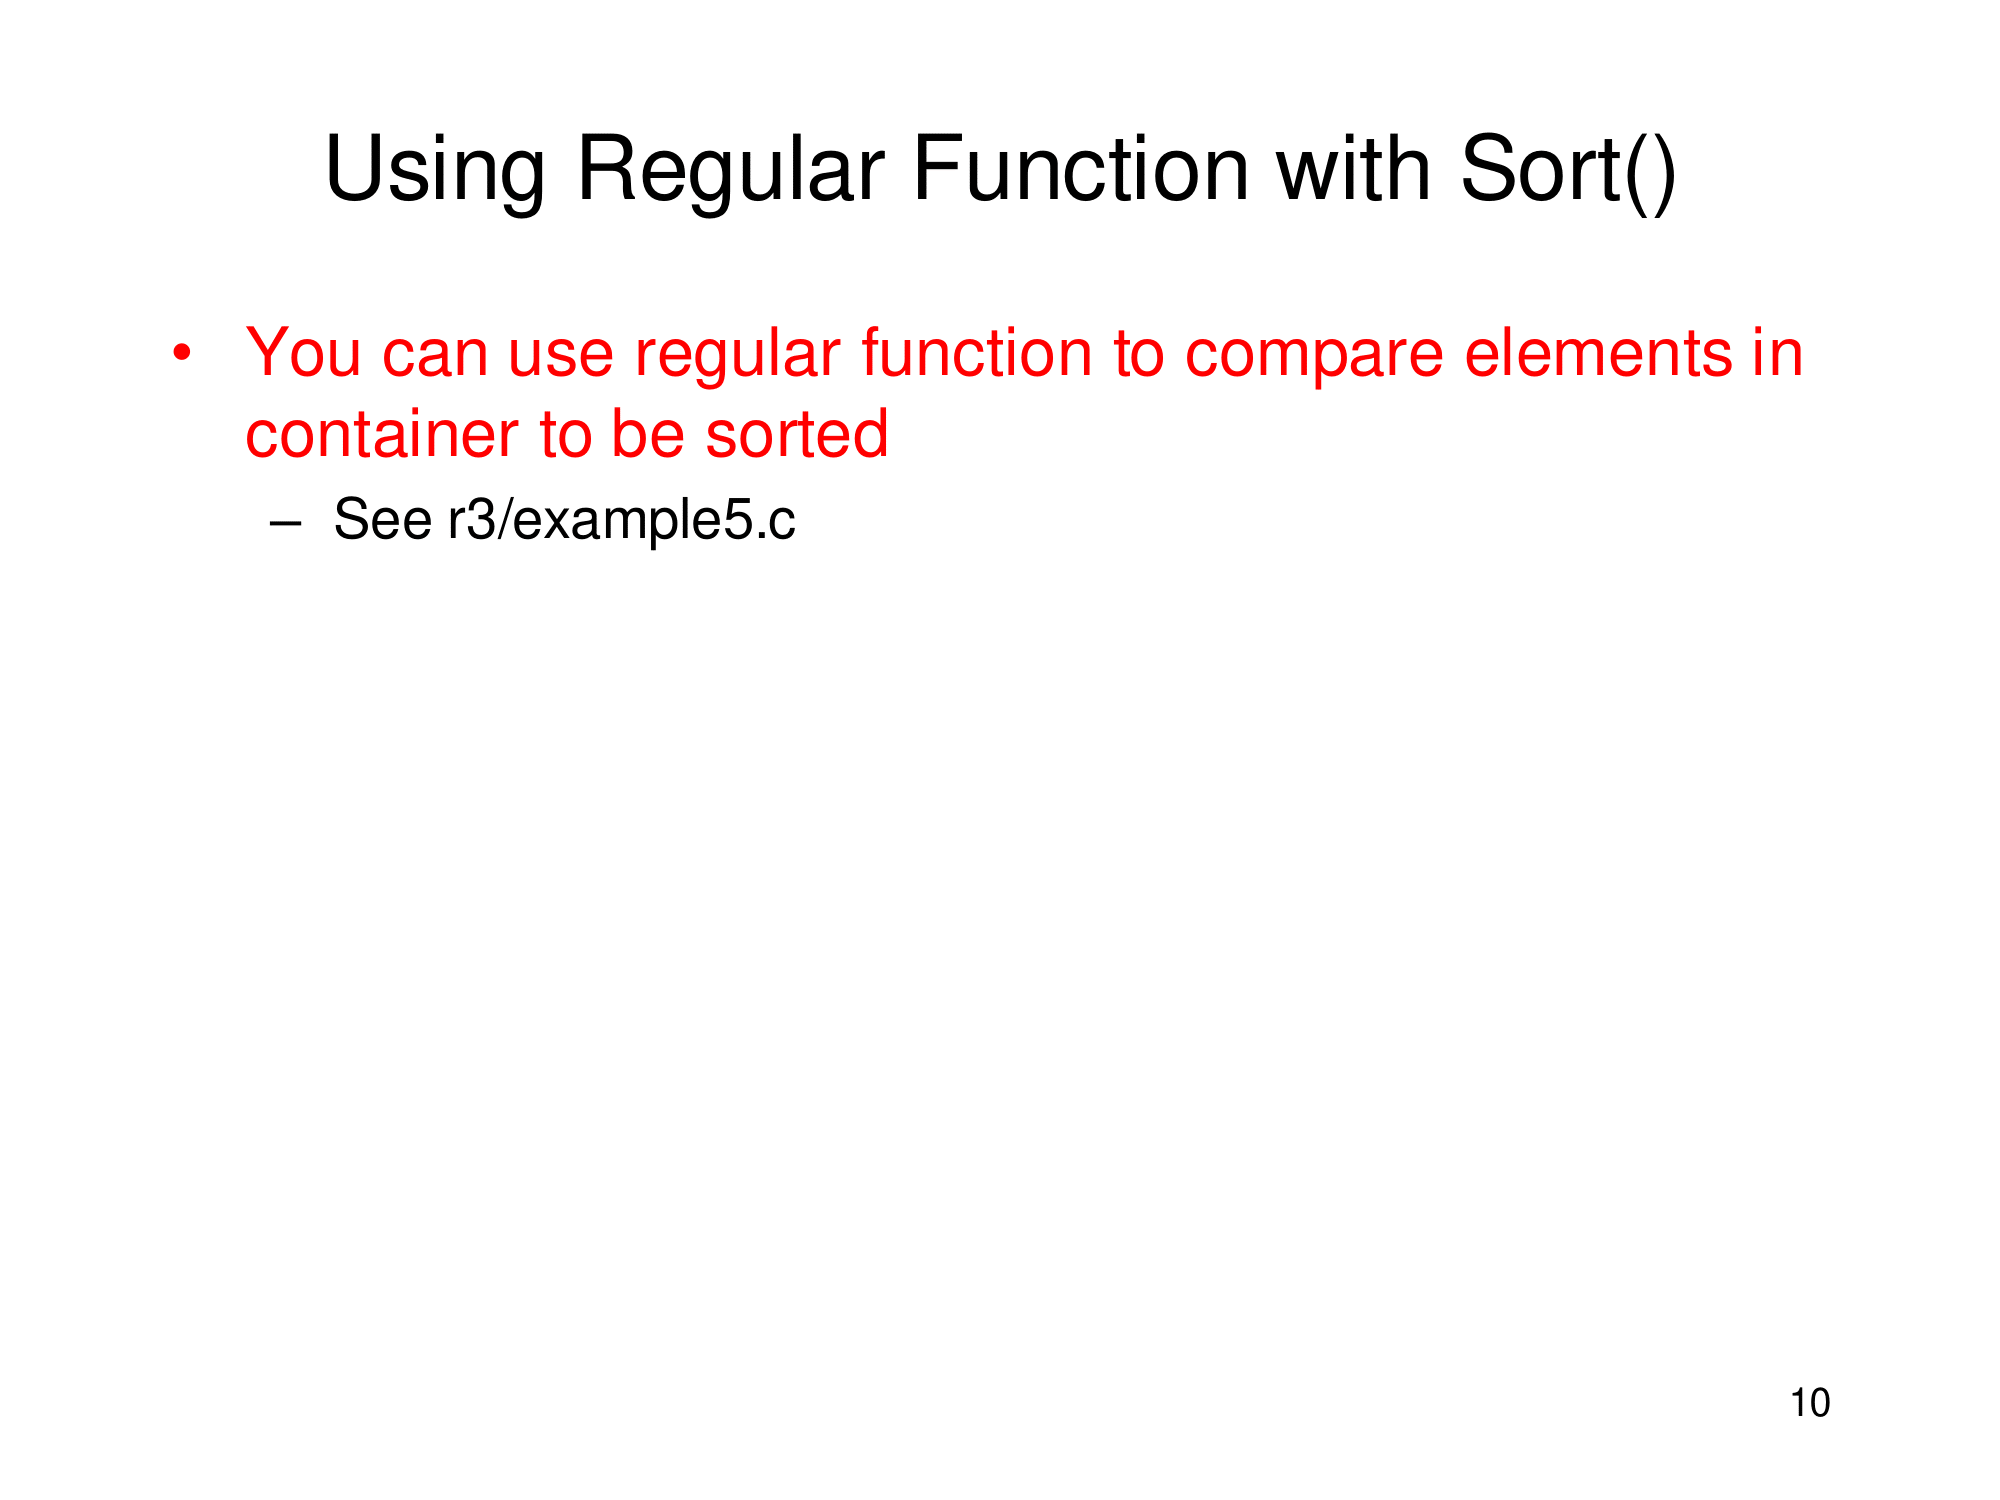 Using Regular Function with Sort()
• You can use regular function to compare elements in
container to be sorted
– See r3/example5.c
10